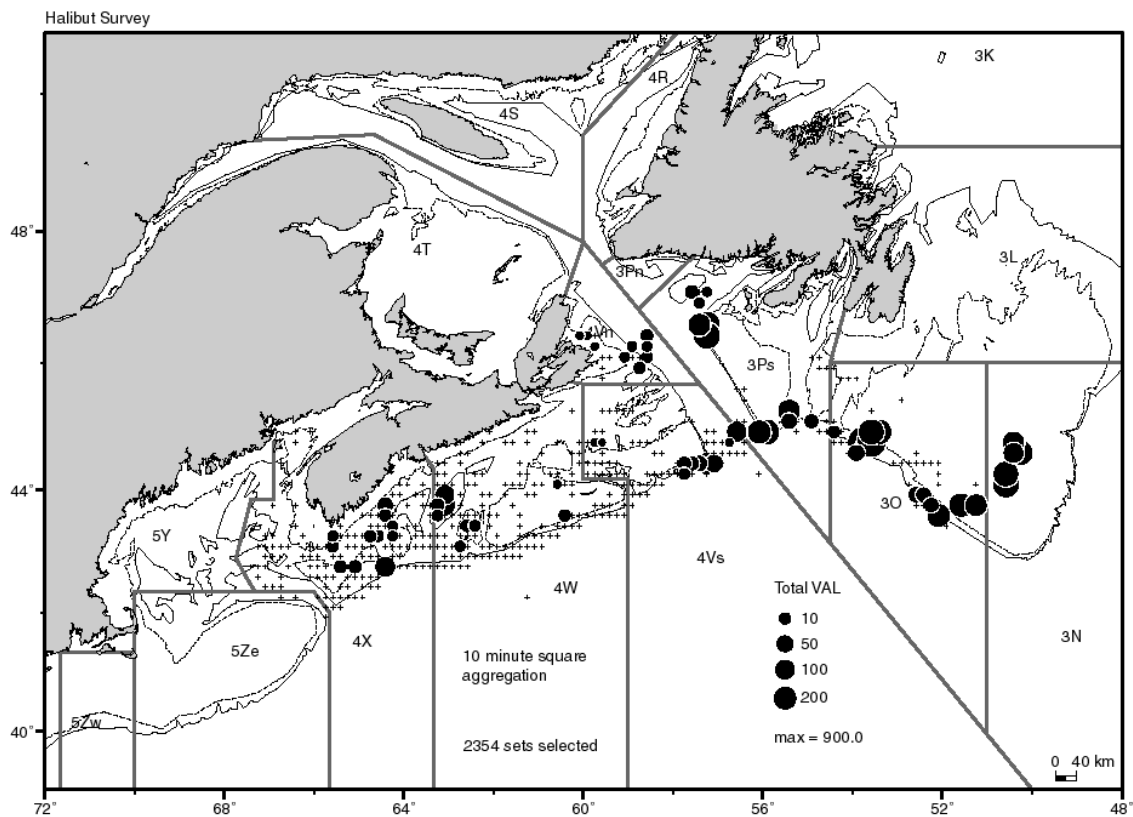 Halibut Survey
3K
4R
4S
48°
4T
3L
3Pn
4Vn
3Ps
44°
5Y
3O
4Vs
4W
Total VAL
10
50
100
200
max = 900.0
4X
5Ze
10 minute square
aggregation
3N
5Zw
40°
2354 sets selected
0 40 km
72° 68° 64° 60° 56° 52° 48°